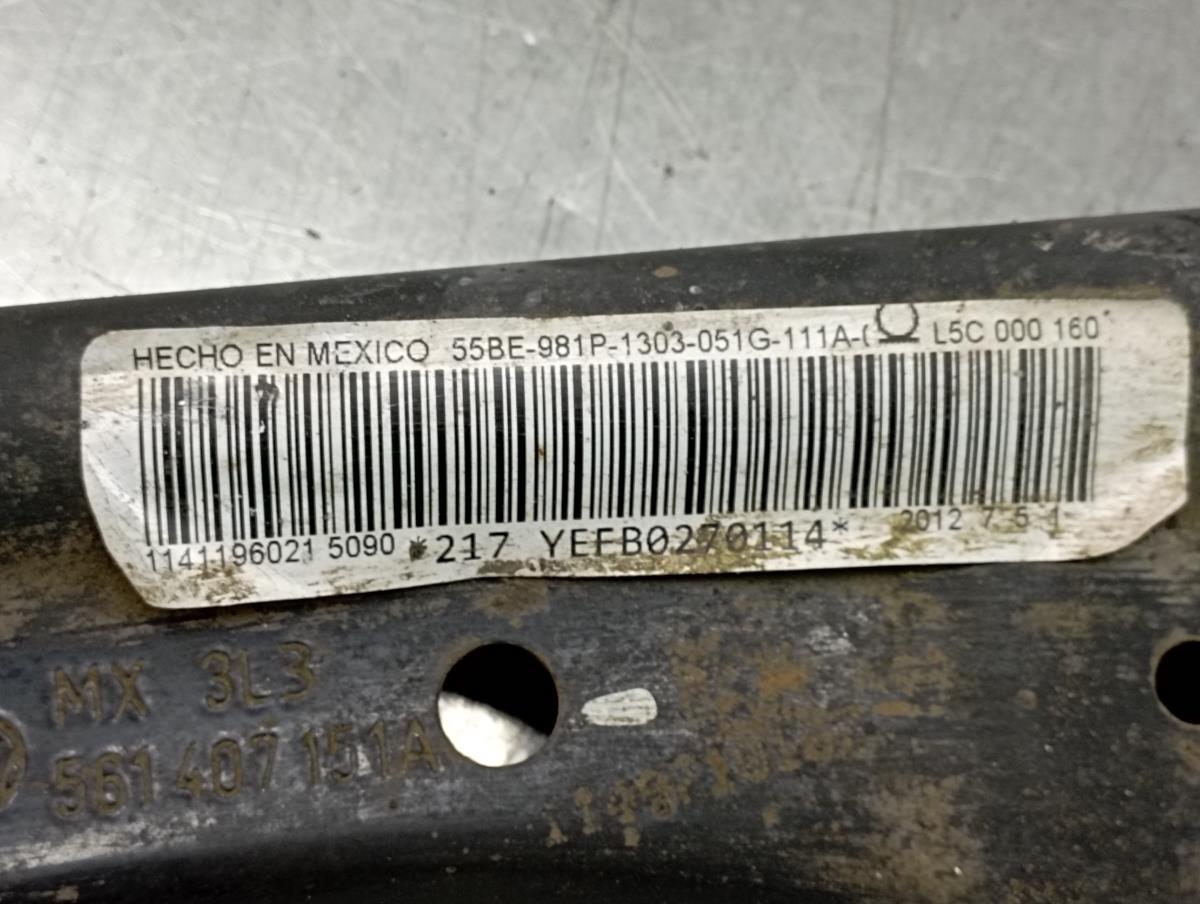 HECHO EN MEXICO 55BE-981P-1303-051G-111A- L5C 000 160
1141196021 5090 *217 YEFB0270114* 2012 7 5 1
MX 3L3
561 407 151A